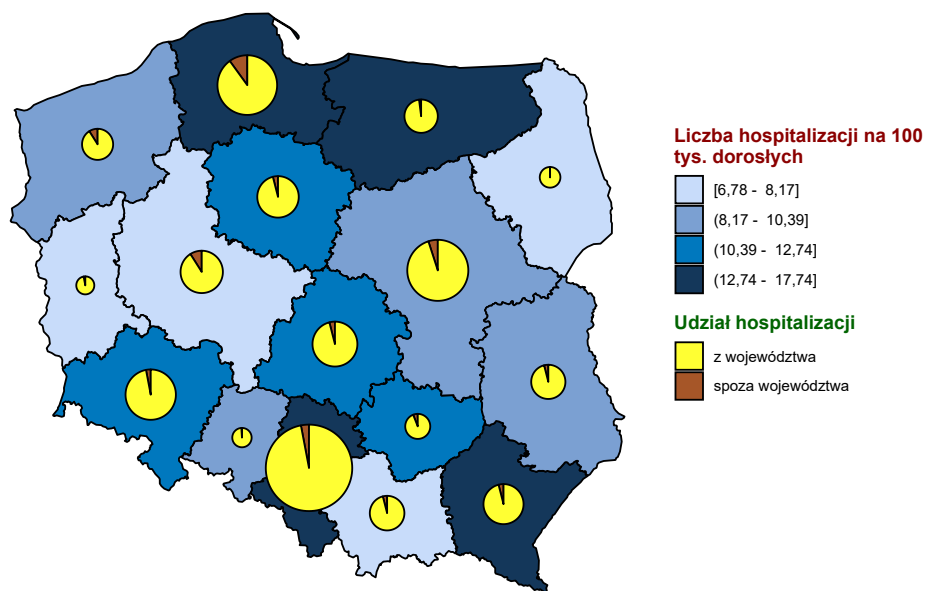 Liczba hospitalizacji na 100
tys. dorosłych
[6,78 - 8,17]
(8,17 - 10,39]
(10,39 - 12,74]
(12,74 - 17,74]
Udział hospitalizacji
z województwa
spoza województwa